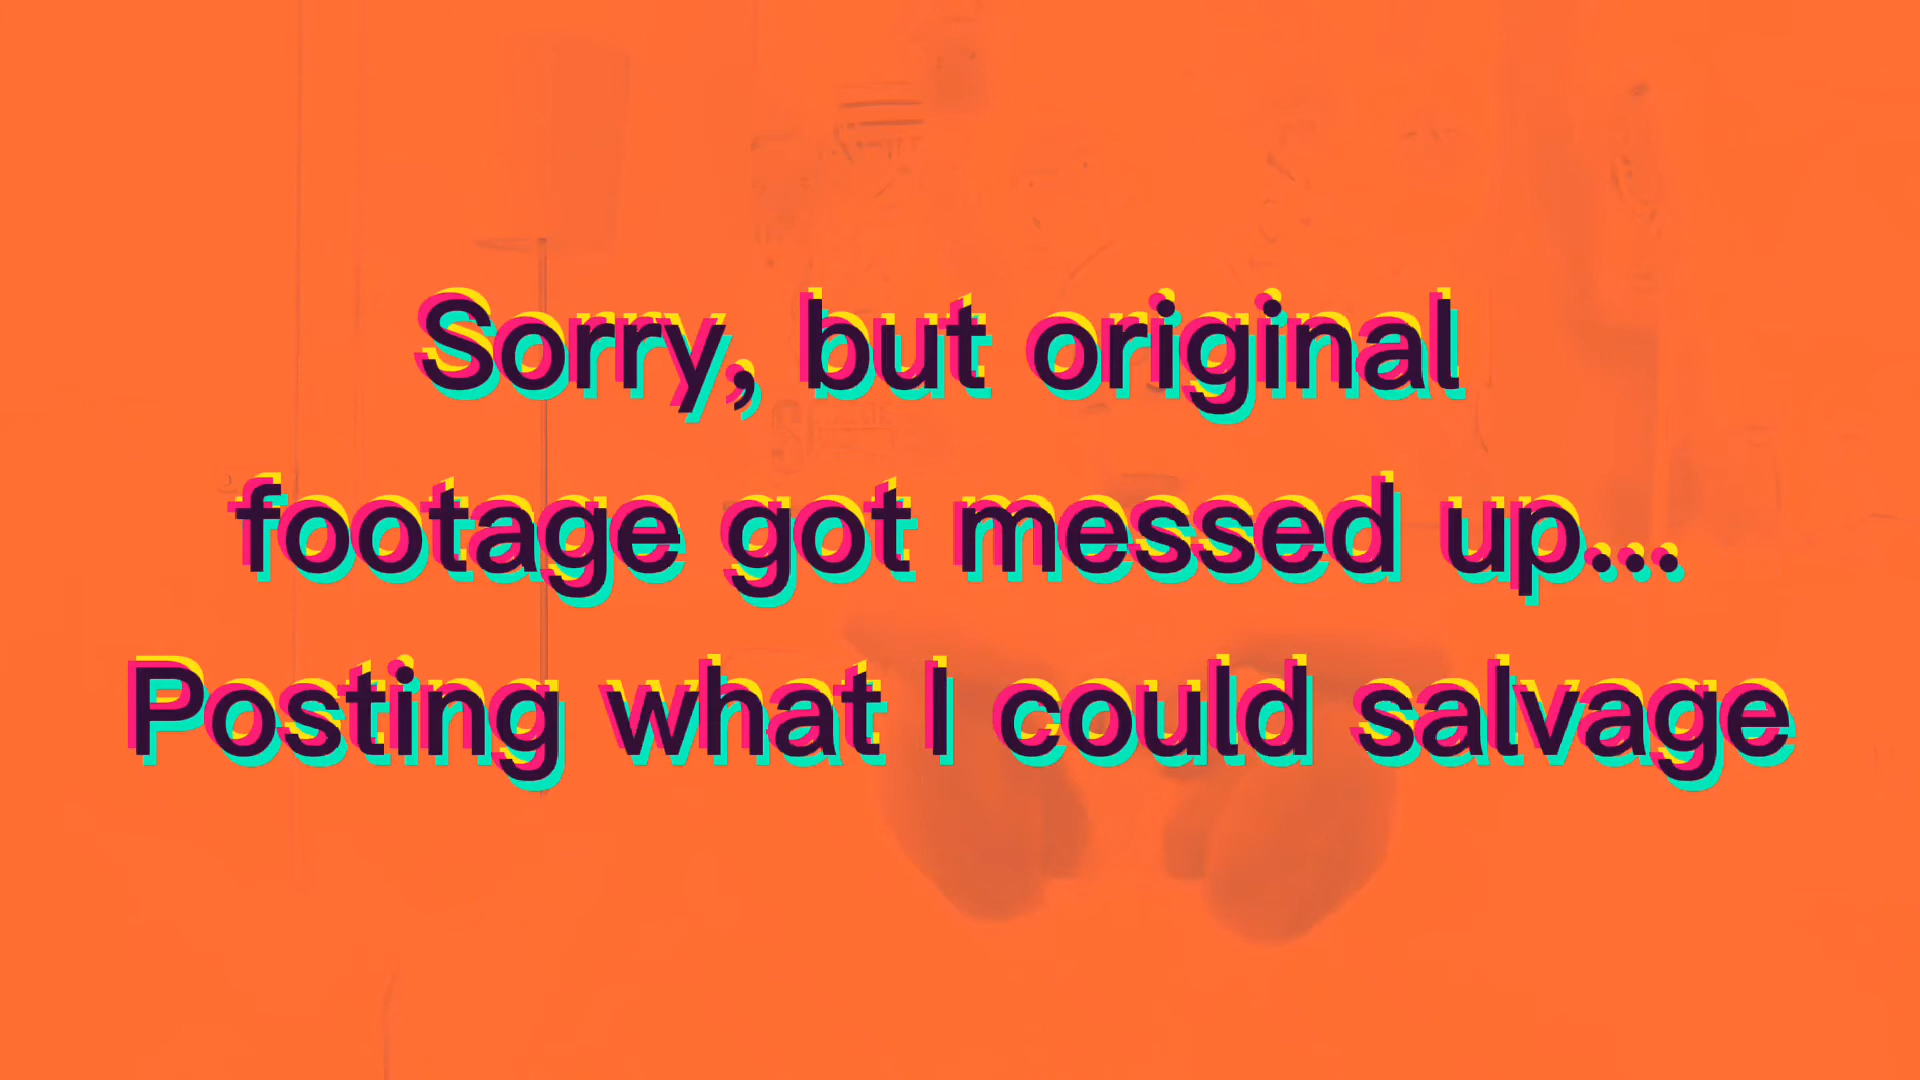 Sorry, but original
footage got messed up...
Posting what I could salvage